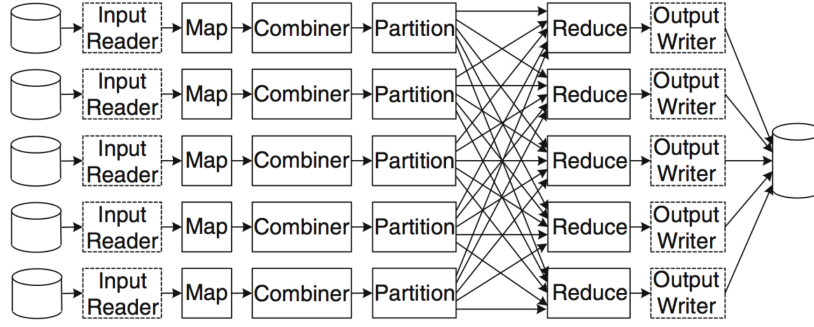 Input
Reader
Map
Combiner
Partition
Reduce
Output
Writer
Input
Reader
Map
Combiner
Partition
Reduce
Output
Writer
Input
Reader
Map
Combiner
Partition
Reduce
Output
Writer
Input
Reader
Map
Combiner
Partition
Reduce
Output
Writer
Input
Reader
Map
Combiner
Partition
Reduce
Output
Writer